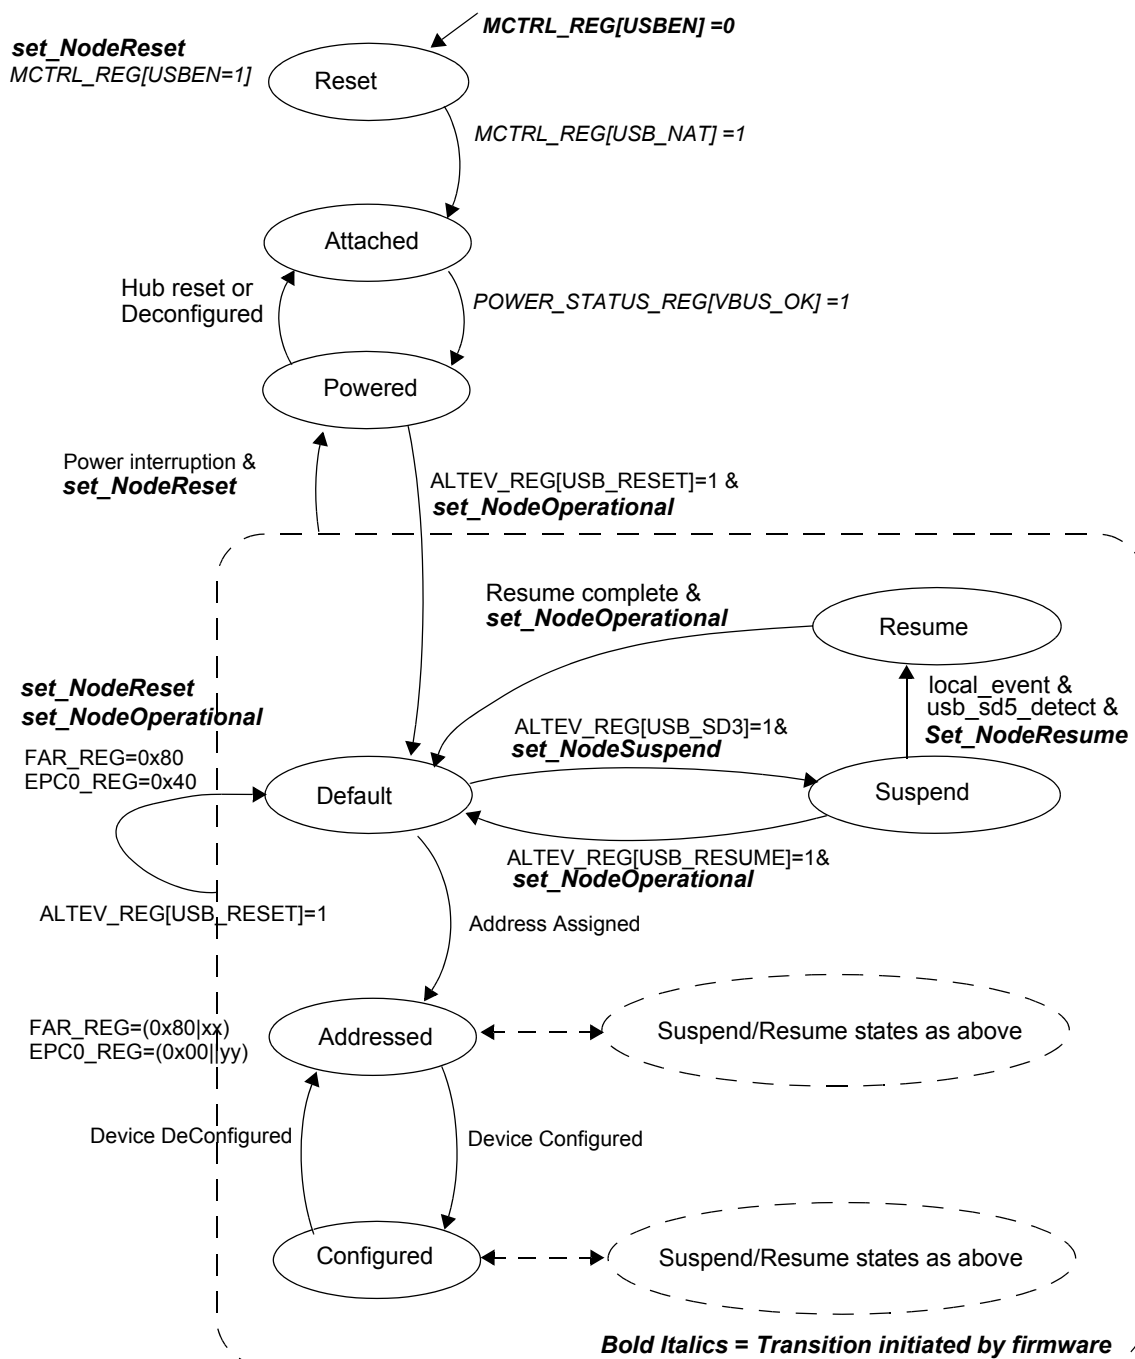 MCTRL_REG[USBEN] =0
set_NodeReset
MCTRL_REG[USBEN=1]
Reset
MCTRL_REG[USB_NAT] =1
Attached
Hub reset or
Deconfigured
POWER_STATUS_REG[VBUS_OK] =1
Powered
Power interruption &
set_NodeReset
ALTEV_REG[USB_RESET]=1 &
set_NodeOperational
Resume complete &
set_NodeOperational
Resume
set_NodeReset
set_NodeOperational
local_event &
usb_sd5_detect &
Set_NodeResume
FAR_REG=0x80
EPC0_REG=0x40
ALTEV_REG[USB_SD3]=1&
set_NodeSuspend
Default
Suspend
ALTEV_REG[USB_RESUME]=1&
set_NodeOperational
ALTEV_REG[USB_RESET]=1
Address Assigned
FAR_REG=(0x80|xx)
EPC0_REG=(0x00||yy)
Addressed
Suspend/Resume states as above
Device DeConfigured
Device Configured
Configured
Suspend/Resume states as above
Bold Italics = Transition initiated by firmware